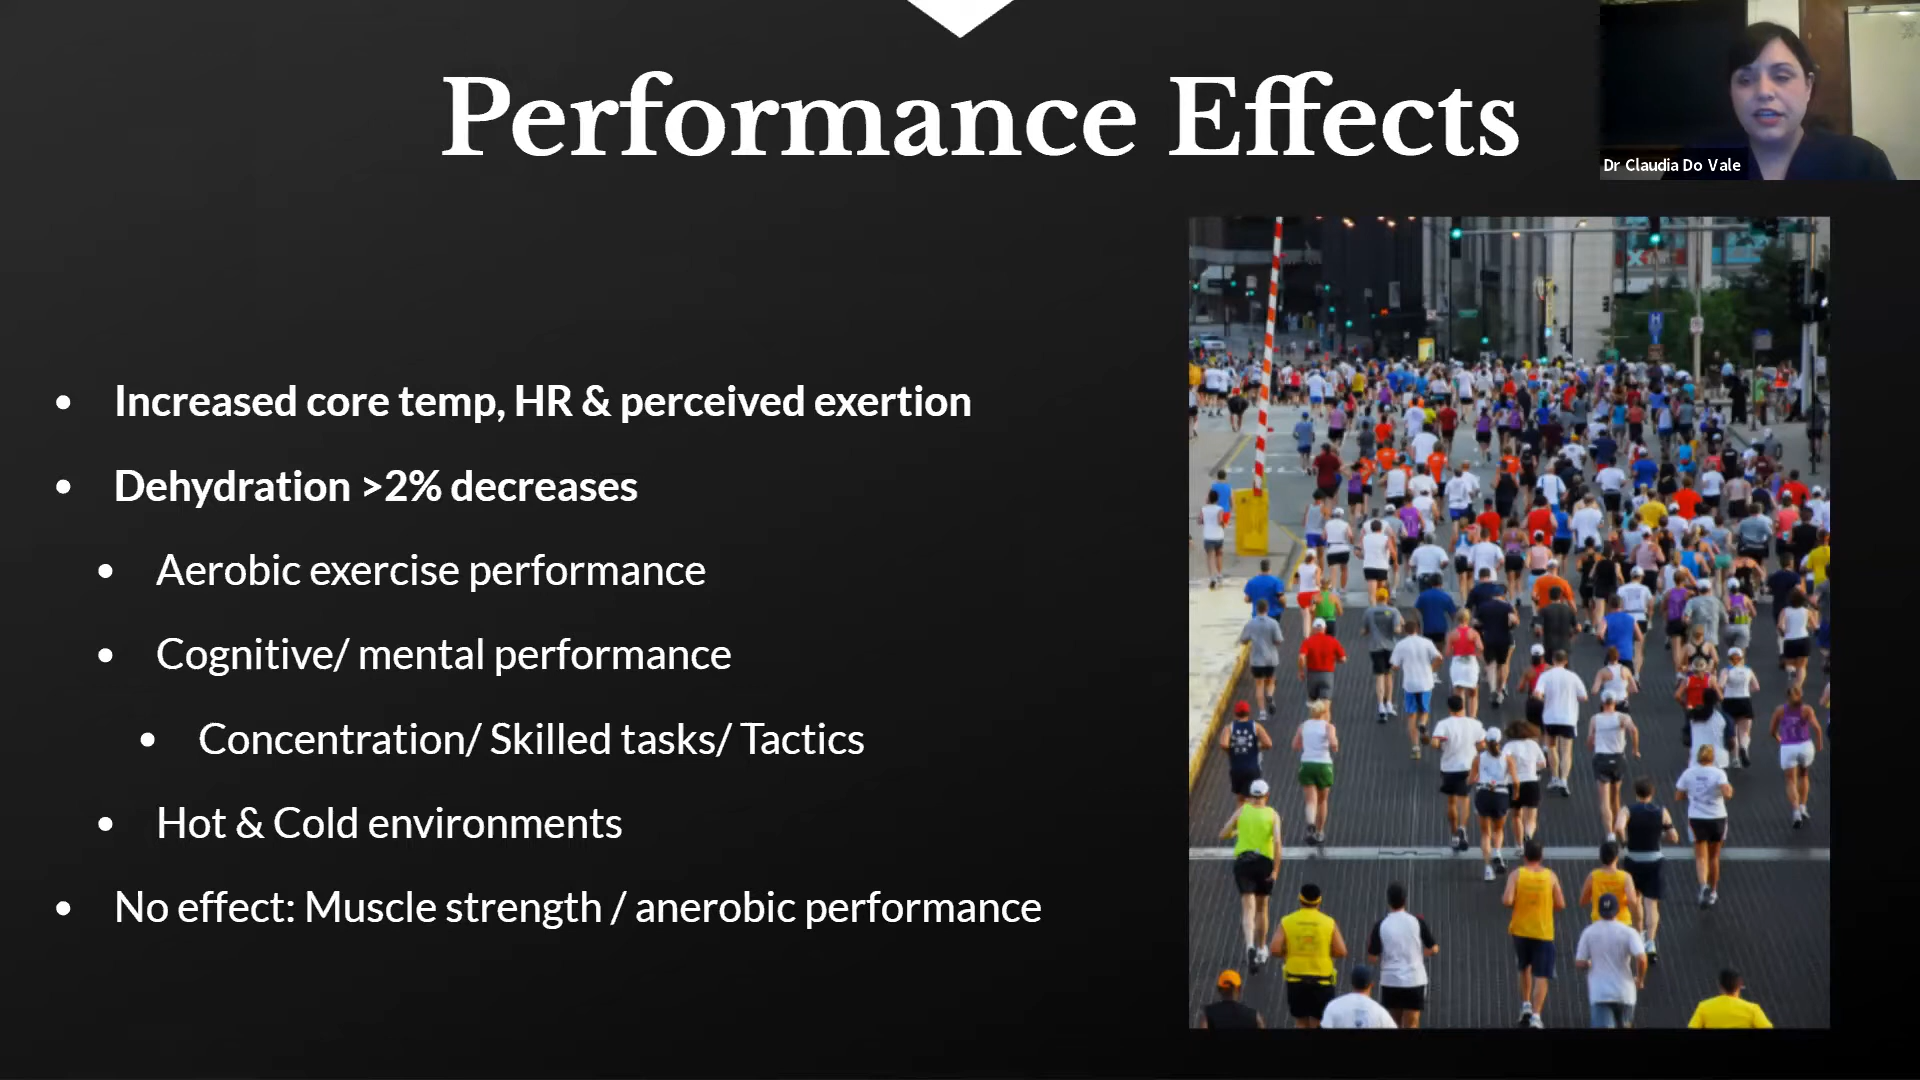 Performance Effects
Dr Claudia Do Vale
Increased core temp, HR & perceived exertion
Dehydration >2% decreases
Aerobic exercise performance
Cognitive/ mental performance
Concentration/ Skilled tasks/ Tactics
Hot & Cold environments
No effect: Muscle strength / anerobic performance